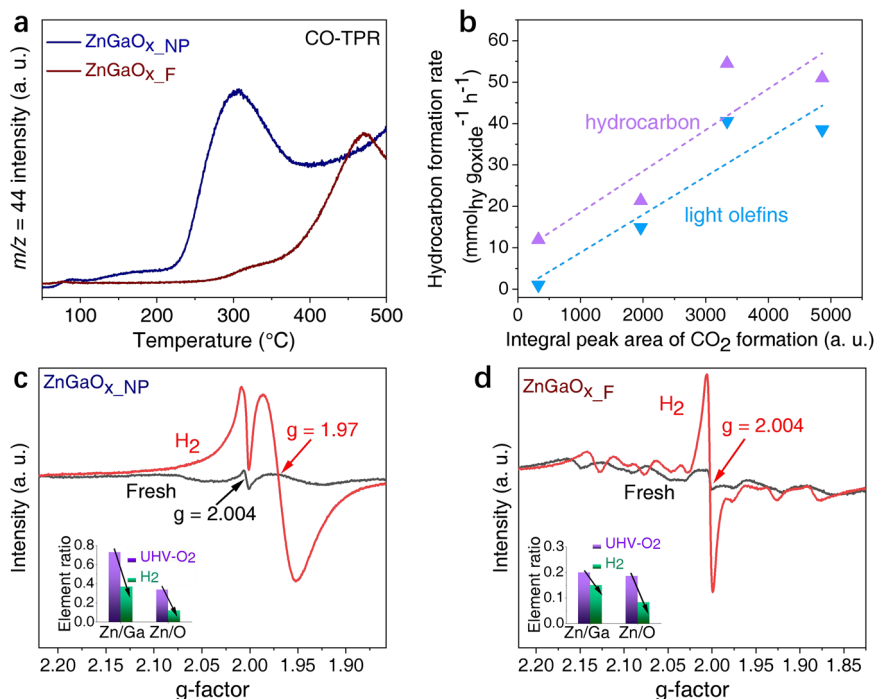 a
ZnGaOx_NP
ZnGaOx_F
CO-TPR
m/z = 44 intensity (a. u.)
100
200
300
400
500
Temperature (°C)
b
60
50
40
30
20
10
0
hydrocarbon
light olefins
Hydrocarbon formation rate
(mmolhy goxide-1 h-1)
0
1000
2000
3000
4000
5000
Integral peak area of CO2 formation (a. u.)
c
ZnGaOx_NP
H2
g = 1.97
Fresh
g = 2.004
Intensity (a. u.)
0.8
0.6
0.4
0.2
0.0
Element ratio
UHV-O2
H2
Zn/Ga
Zn/O
2.20
2.15
2.10
2.05
2.00
1.95
1.90
g-factor
d
ZnGaOx_F
H2
g = 2.004
Fresh
Intensity (a. u.)
0.3
0.2
0.1
0.0
Element ratio
UHV-O2
H2
Zn/Ga
Zn/O
2.20
2.15
2.10
2.05
2.00
1.95
1.90
1.85
g-factor